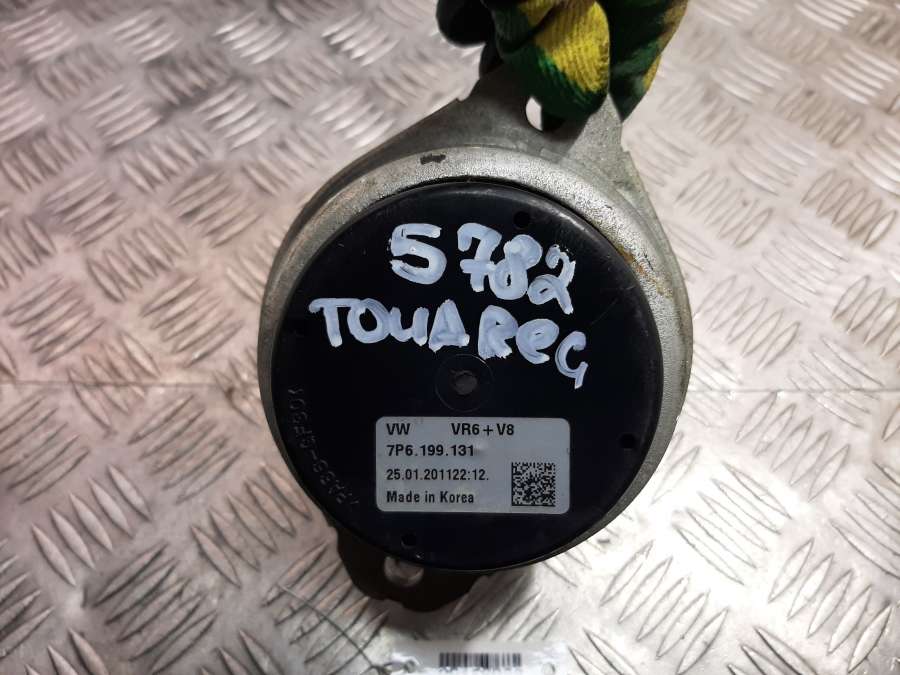 5782
TOUAReG
VW VR6+V8
7P6.199.131
25.01.201122:12.
Made in Korea